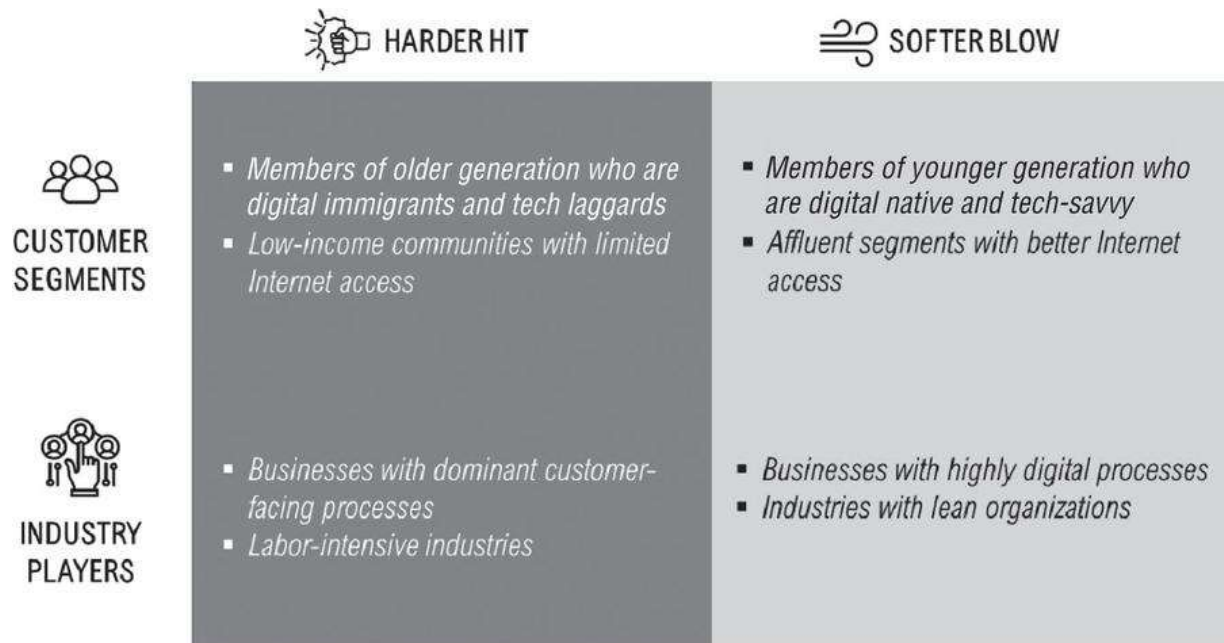 HARDER HIT
SOFTER BLOW
CUSTOMER
SEGMENTS
▪ Members of older generation who are
digital immigrants and tech laggards
▪ Low-income communities with limited
Internet access
▪ Members of younger generation who
are digital native and tech-savvy
▪ Affluent segments with better Internet
access
INDUSTRY
PLAYERS
▪ Businesses with dominant customer-
facing processes
▪ Labor-intensive industries
▪ Businesses with highly digital processes
▪ Industries with lean organizations